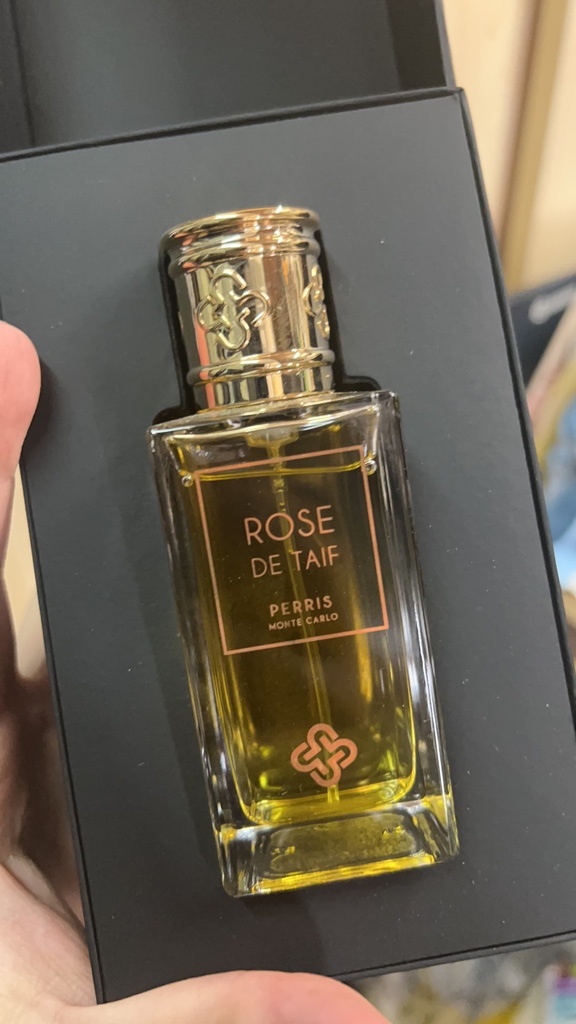 ROSE
DE TAIF
PERRIS
MONTE CARLO